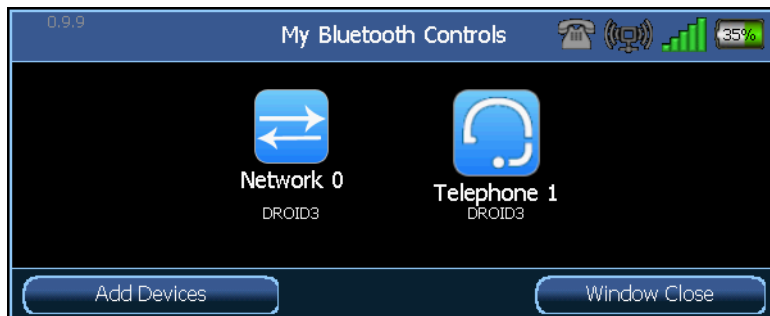 0.9.9
My Bluetooth Controls
35%
Network 0
DROID3
Telephone 1
DROID3
Add Devices
Window Close